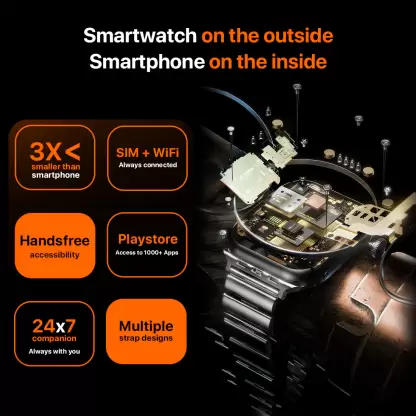 Smartwatch on the outside
Smartphone on the inside
3X<
smaller than
smartphone
SIM + WiFi
Always connected
Handsfree
accessibility
Playstore
Access to 1000+ Apps
24x7
companion
Always with you
Multiple
strap designs